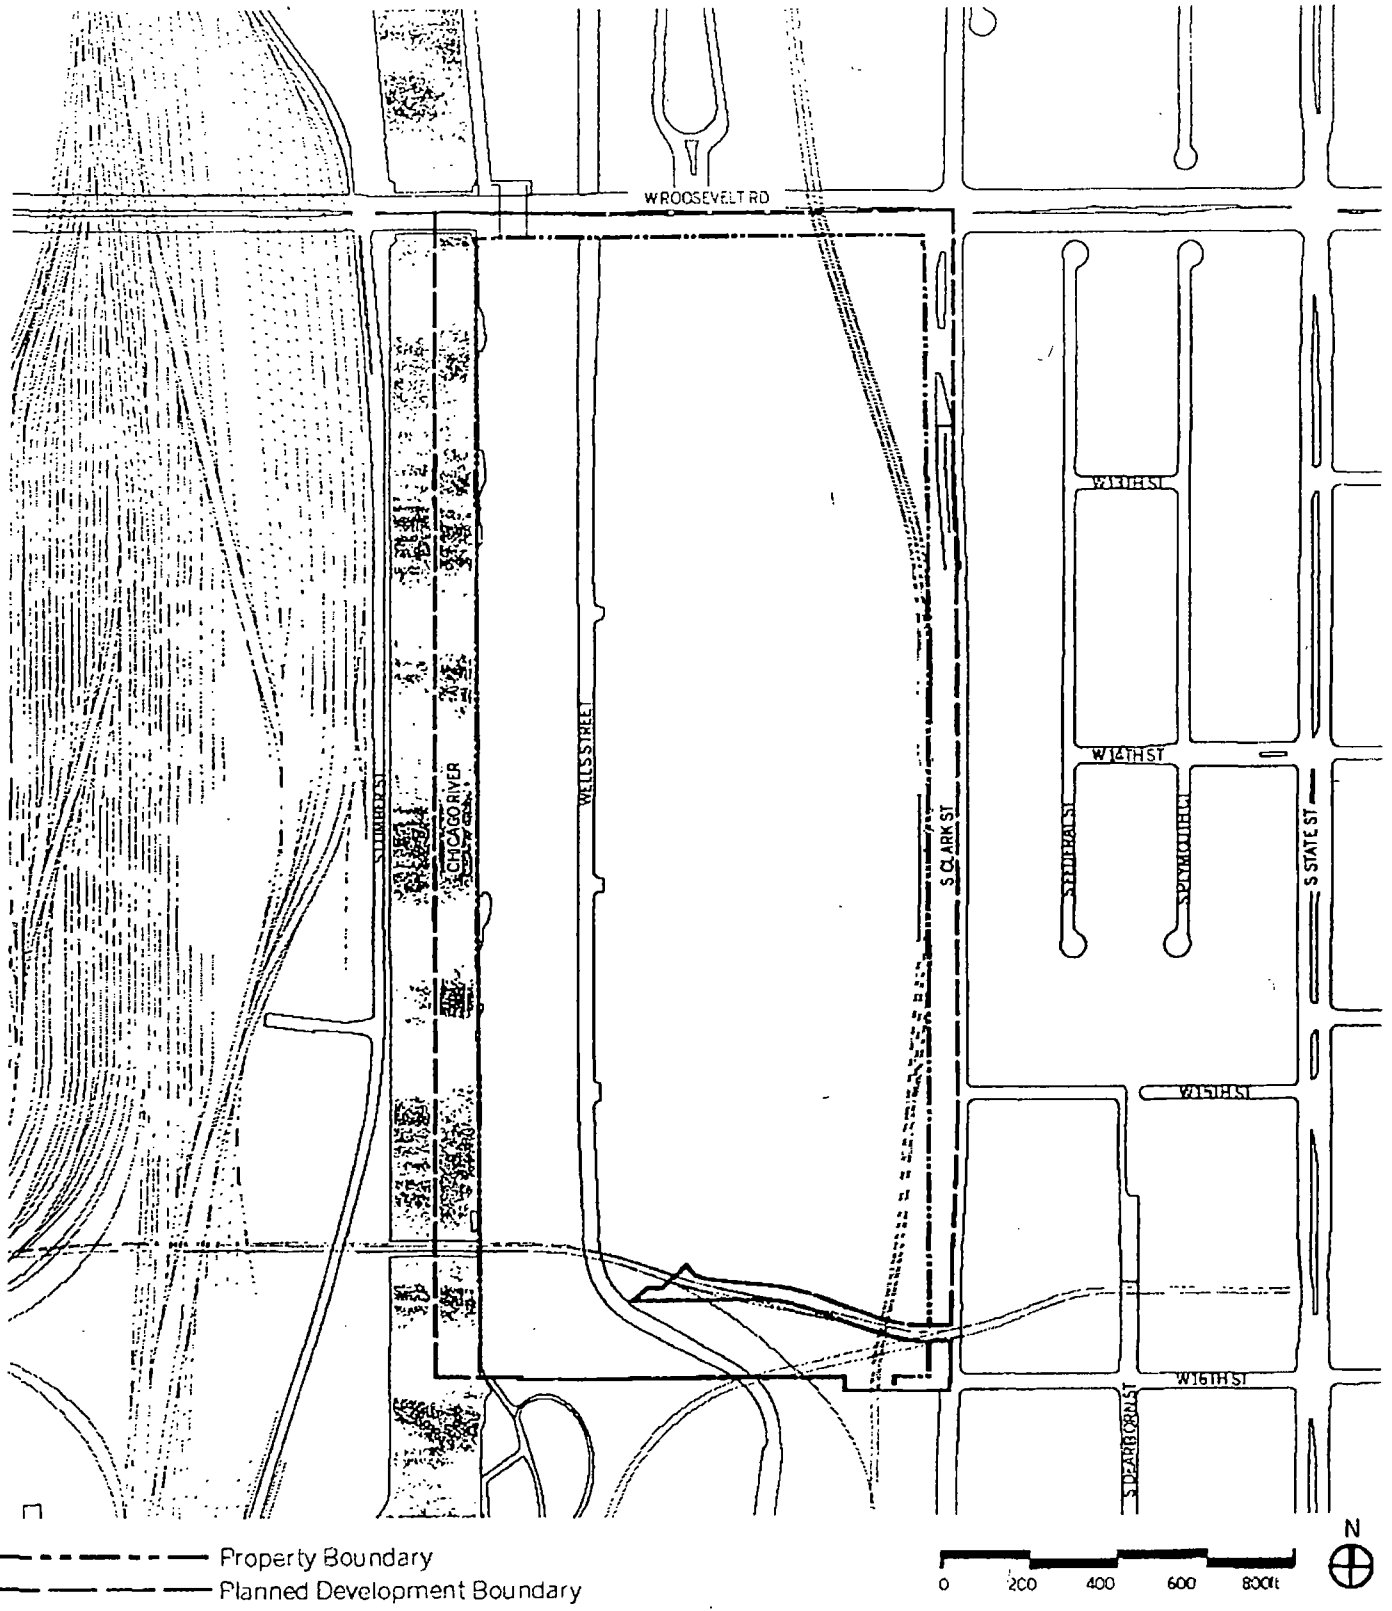 W ROOSEVELT RD
W 13TH ST
WELLS STREET
W 14TH ST
S LUMBER ST
CHICAGO RIVER
S CLARK ST
S FEDERAL ST
S PLYMOUTH CT
S STATE ST
W 15TH ST
W 16TH ST
S DEARBORN ST
N
Property Boundary
Planned Development Boundary
0 200 400 600 800ft